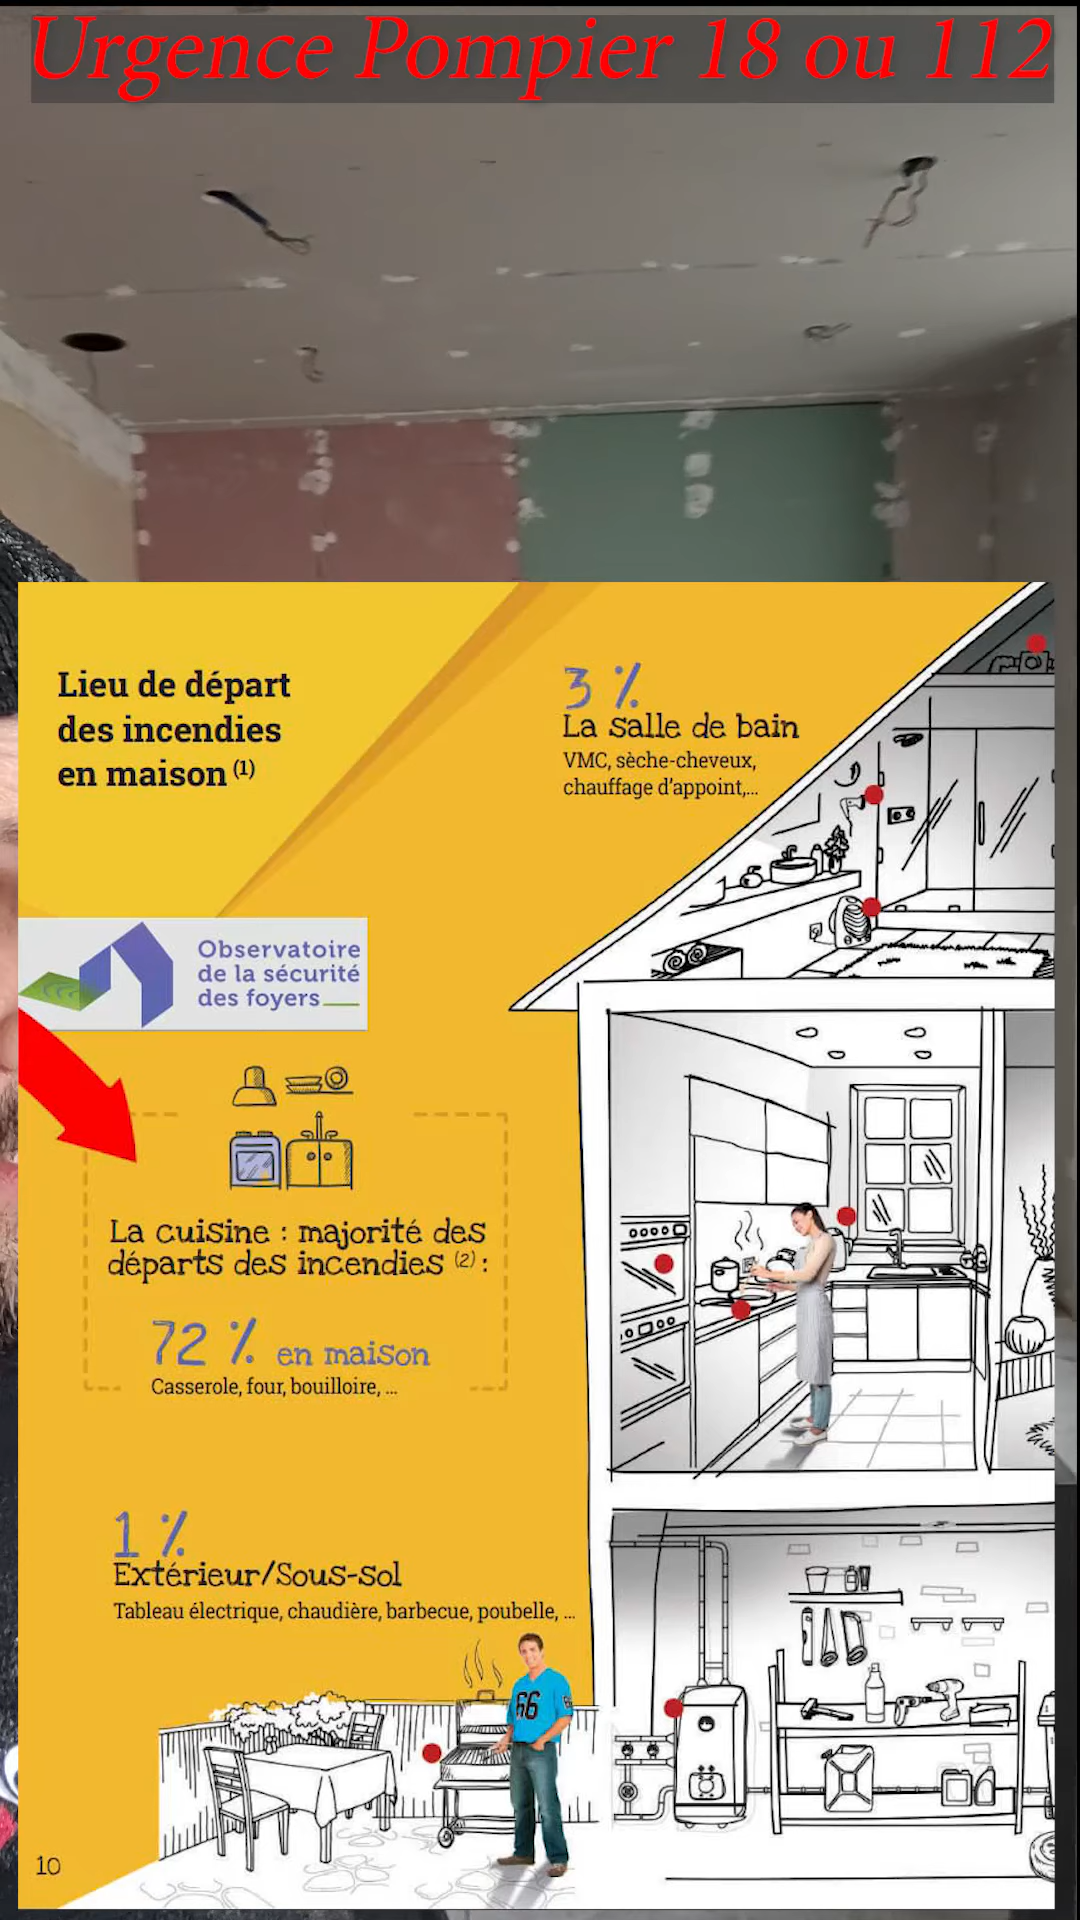 Urgence Pompier 18 ou 112
Lieu de départ
des incendies
en maison (1)
3 %
La salle de bain
VMC, sèche-cheveux,
chauffage d'appoint,...
Observatoire
de la sécurité
des foyers
La cuisine : majorité des
départs des incendies (2) :
72 % en maison
Casserole, four, bouilloire, ...
1 %
Extérieur/Sous-sol
Tableau électrique, chaudière, barbecue, poubelle, ...
66
10